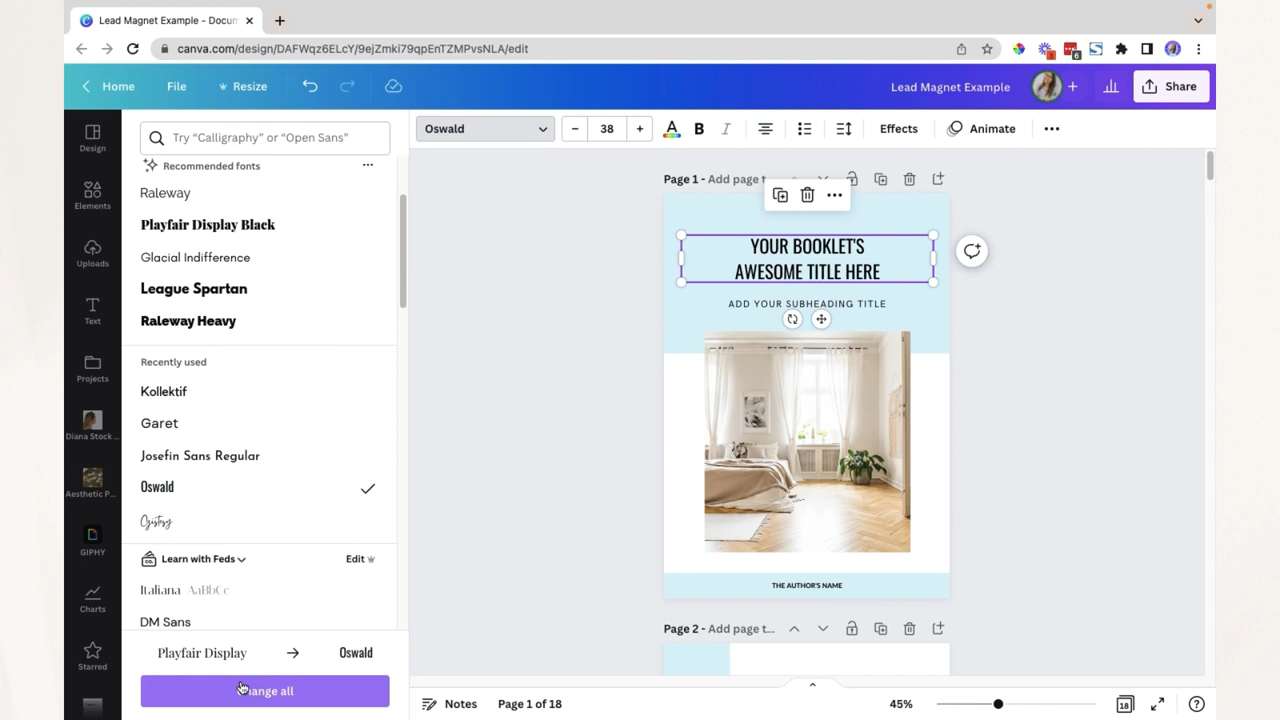 Lead Magnet Example - Docum
canva.com/design/DAFWqz6ELcY/9ejZmki79qpEnTZMPvsNLA/edit
Home
File
Resize
Lead Magnet Example
Share
Design
Elements
Uploads
Text
Projects
Diana Stock ...
Aesthetic P...
GIPHY
Charts
Starred
Try “Calligraphy” or “Open Sans”
Recommended fonts
Raleway
Playfair Display Black
Glacial Indifference
League Spartan
Raleway Heavy
Recently used
Kollektif
Garet
Josefin Sans Regular
Oswald
Learn with Feds
Edit
Italiana AaBbCc
DM Sans
Playfair Display → Oswald
ange all
Oswald
- 38 +
A B I
Effects
Animate
Page 1 - Add page t
YOUR BOOKLET'S
AWESOME TITLE HERE
ADD YOUR SUBHEADING TITLE
THE AUTHOR'S NAME
Page 2 - Add page t...
Notes
Page 1 of 18
45%
18